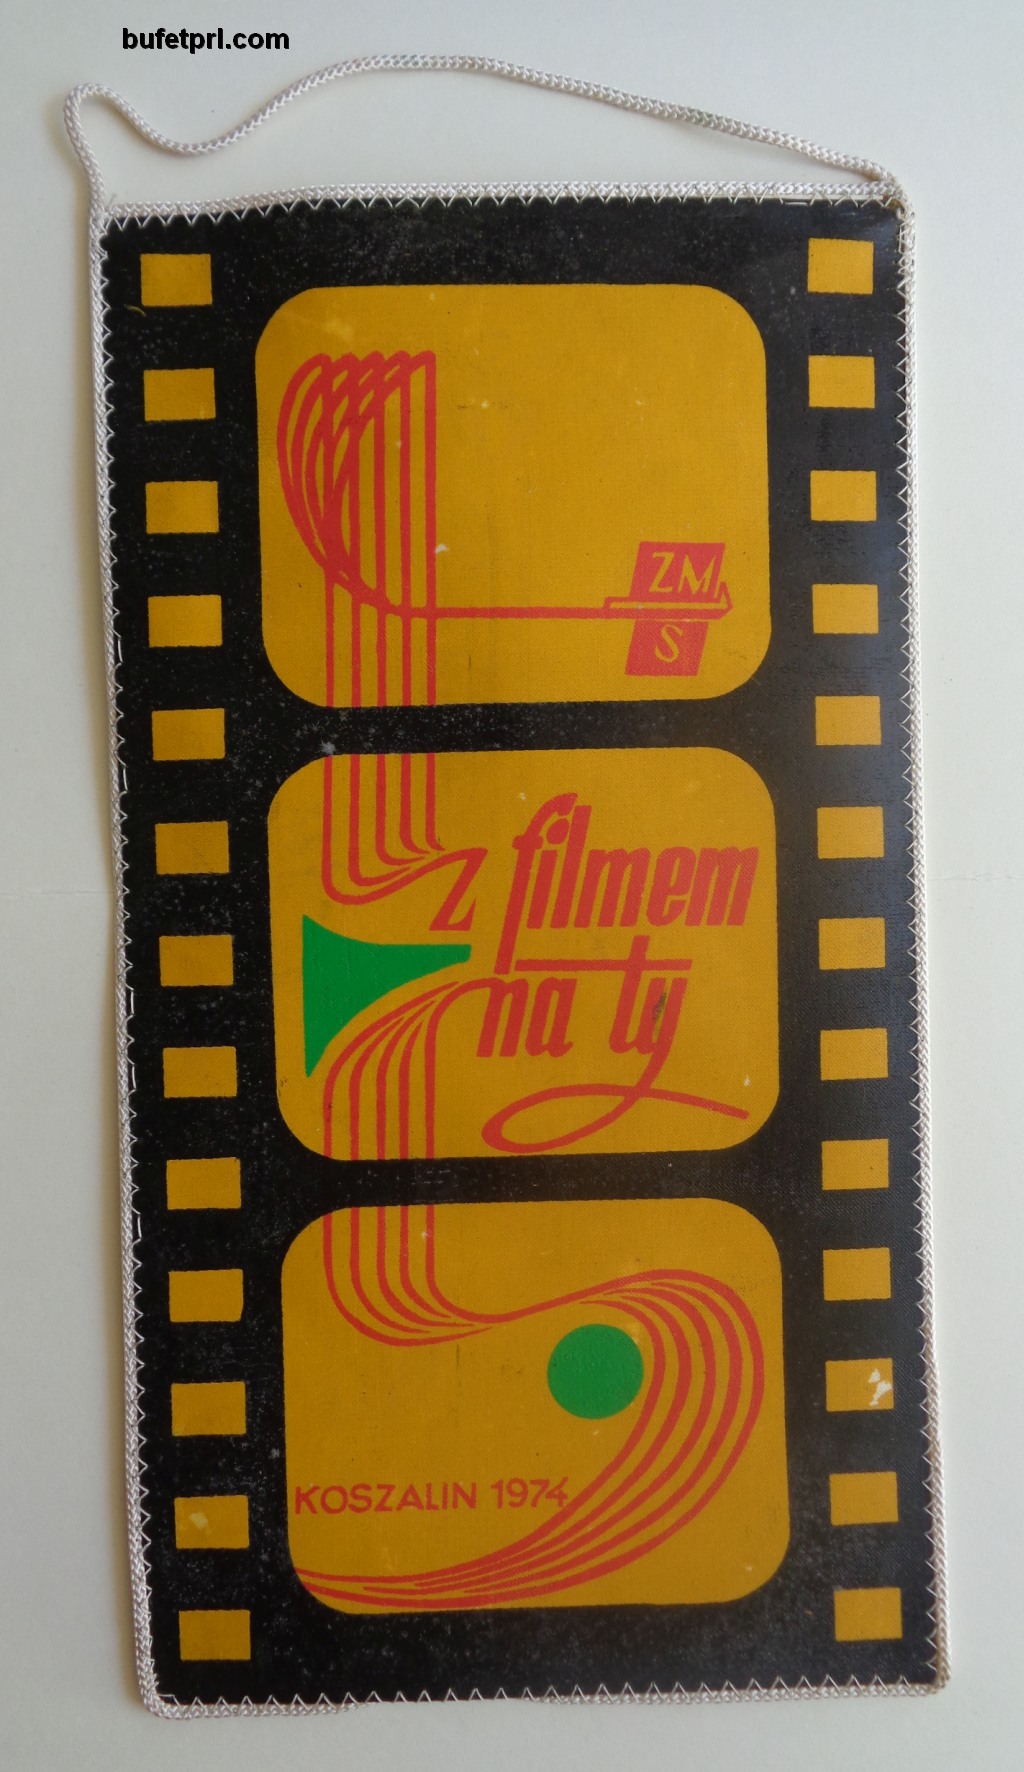 bufetprl.com
ZM
S
z filmem
na ty
KOSZALIN 1974